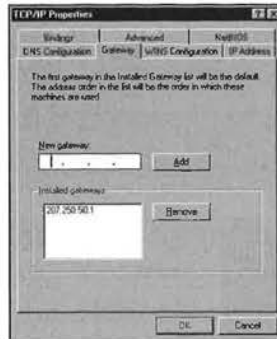 TCP/IP Properties
Bindings Advanced NetBIOS
DNS Configuration Gateway WINS Configuration IP Address
The first gateway in the Installed Gateway list will be the default.
The address order in the list will be the order in which these
machines are used.
New gateway:
. . .
Add
Installed gateways
207.250.50.1
Remove
OK Cancel